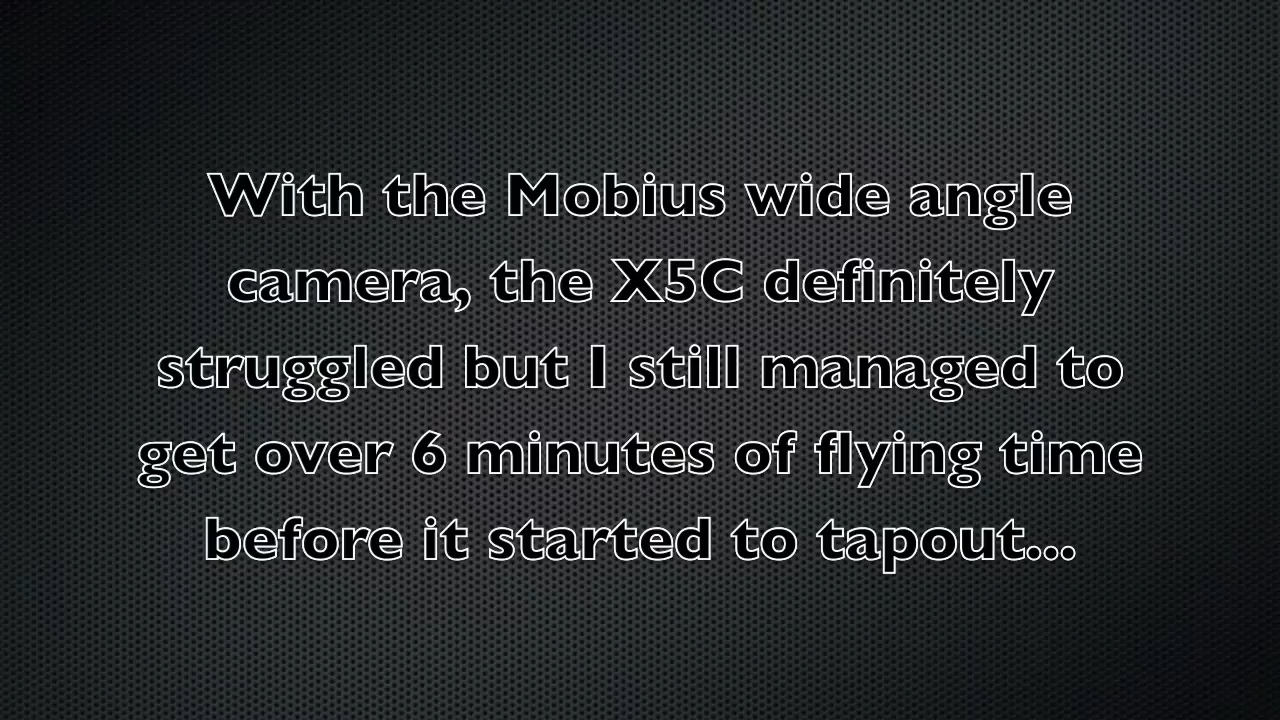 With the Mobius wide angle
camera, the X5C definitely
struggled but I still managed to
get over 6 minutes of flying time
before it started to tapout...